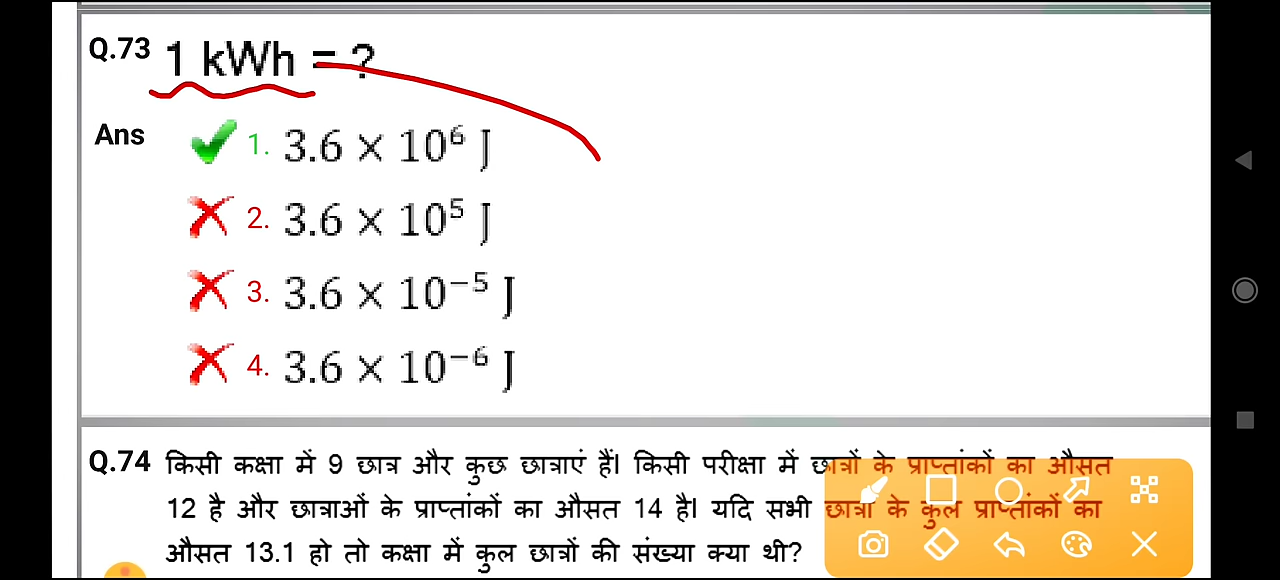 Q.73 1 kWh = ?
Ans 1. 3.6 × 10⁶ J
2. 3.6 × 10⁵ J
3. 3.6 × 10⁻⁵ J
4. 3.6 × 10⁻⁶ J
Q.74 किसी कक्षा में 9 छात्र और कुछ छात्राएं हैं। किसी परीक्षा में छात्रों के प्राप्तांकों का औसत
12 है और छात्राओं के प्राप्तांकों का औसत 14 है। यदि सभी छात्रों के कुल प्राप्तांकों का
औसत 13.1 हो तो कक्षा में कुल छात्रों की संख्या क्या थी?